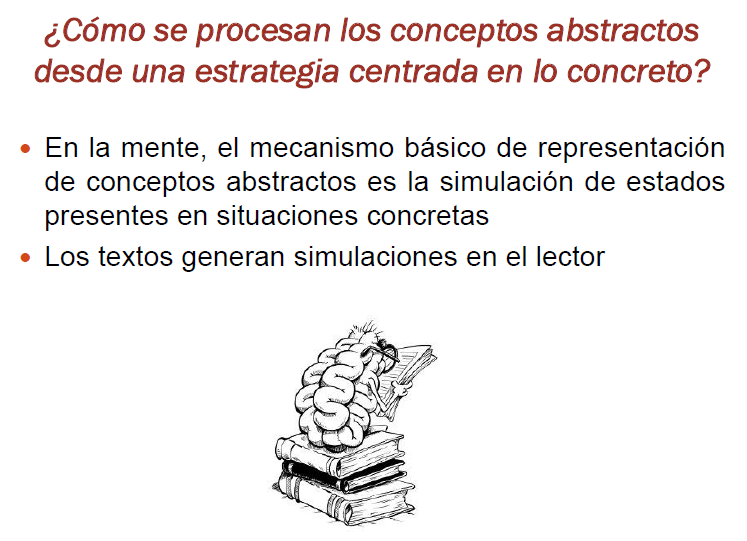 ¿Cómo se procesan los conceptos abstractos
desde una estrategia centrada en lo concreto?
• En la mente, el mecanismo básico de representación
de conceptos abstractos es la simulación de estados
presentes en situaciones concretas
• Los textos generan simulaciones en el lector